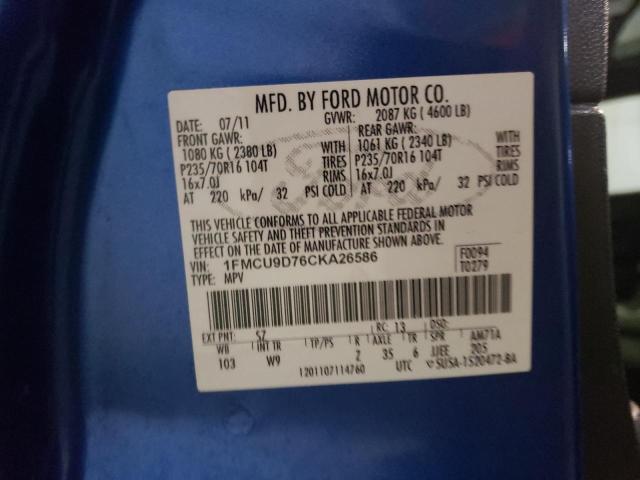 MFD. BY FORD MOTOR CO.
DATE: 07/11 GVWR: 2087 KG ( 4600 LB)
FRONT GAWR: REAR GAWR:
1080 KG ( 2380 LB) WITH 1061 KG ( 2340 LB) WITH
P235/70R16 104T TIRES P235/70R16 104T TIRES
16x7.0J RIMS 16x7.0J RIMS
AT 220 kPa/ 32 PSI COLD AT 220 kPa/ 32 PSI COLD
THIS VEHICLE CONFORMS TO ALL APPLICABLE FEDERAL MOTOR
VEHICLE SAFETY AND THEFT PREVENTION STANDARDS IN
EFFECT ON THE DATE OF MANUFACTURE SHOWN ABOVE.
VIN: 1FMCU9D76CKA26586 F0094
TYPE: MPV T0279
EXT PNT: SZ RC: 13 DSO:
WB INT TR TP/PS R AXLE TR SPR AM71A
103 W9 2 35 6 JJEE 205
1201107114760 UTC SU5A-1520472-BA